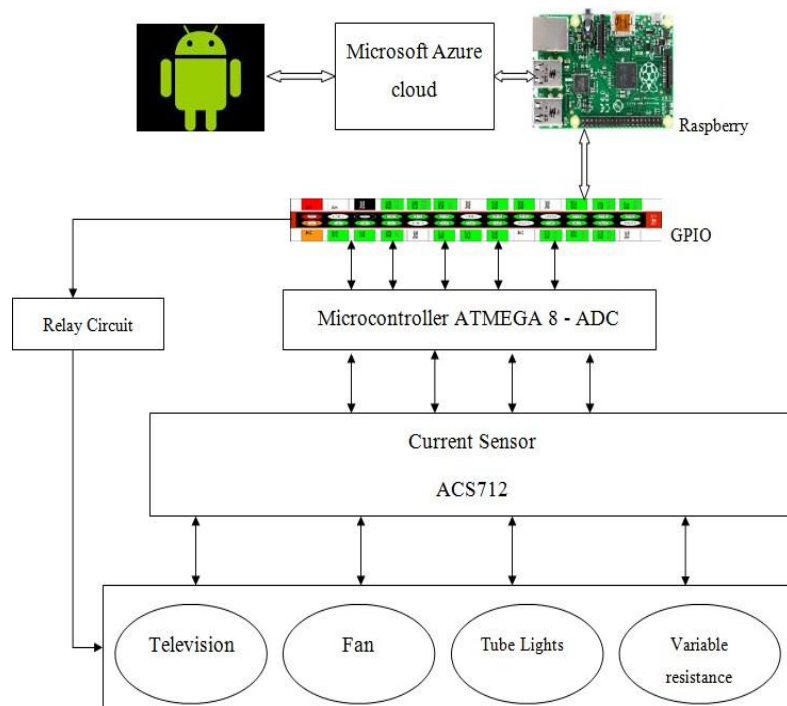 Microsoft Azure
cloud
Raspberry
GPIO
Relay Circuit
Microcontroller ATMEGA 8 - ADC
Current Sensor
ACS712
Television
Fan
Tube Lights
Variable
resistance